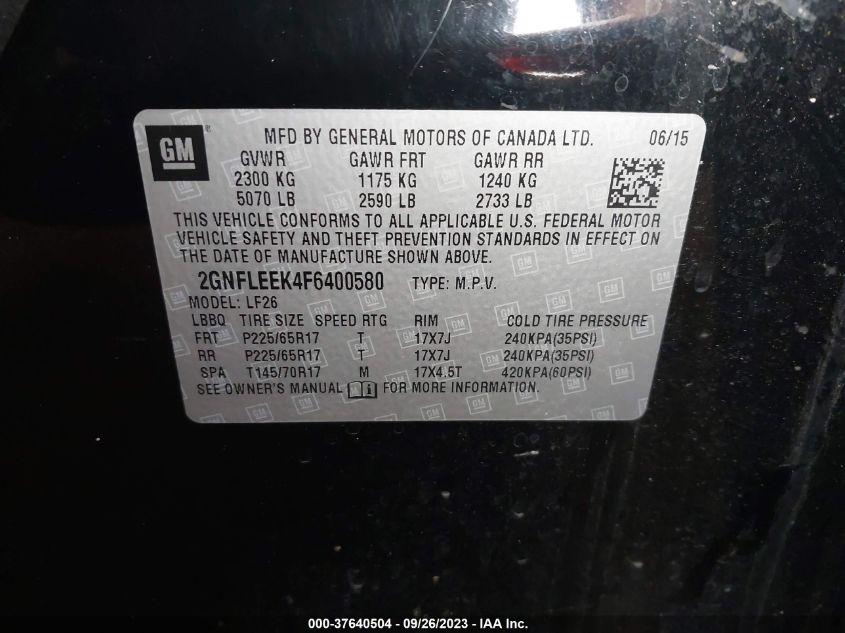 GM ® MFD BY GENERAL MOTORS OF CANADA LTD. 06/15
GVWR GAWR FRT GAWR RR
2300 KG 1175 KG 1240 KG
5070 LB 2590 LB 2733 LB
THIS VEHICLE CONFORMS TO ALL APPLICABLE U.S. FEDERAL MOTOR
VEHICLE SAFETY AND THEFT PREVENTION STANDARDS IN EFFECT ON
THE DATE OF MANUFACTURE SHOWN ABOVE.
2GNFLEEK4F6400580 TYPE: M.P.V.
MODEL: LF26
LBBQ TIRE SIZE SPEED RTG RIM COLD TIRE PRESSURE
FRT P225/65R17 T 17X7J 240KPA(35PSI)
RR P225/65R17 T 17X7J 240KPA(35PSI)
SPA T145/70R17 M 17X4.5T 420KPA(60PSI)
SEE OWNER'S MANUAL FOR MORE INFORMATION.
000-37640504 - 09/26/2023 - IAA Inc.